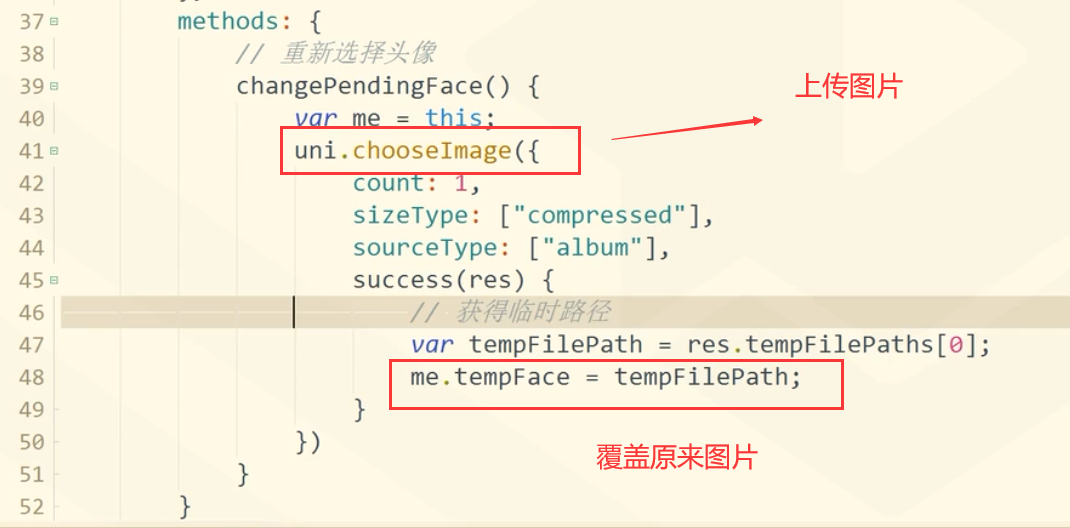 37 methods: {
38 // 重新选择头像
39 changePendingFace() {
上传图片
40 var me = this;
41 uni.chooseImage({
42 count: 1,
43 sizeType: ["compressed"],
44 sourceType: ["album"],
45 success(res) {
46 // 获得临时路径
47 var tempFilePath = res.tempFilePaths[0];
48 me.tempFace = tempFilePath;
49 }
50 })
覆盖原来图片
51 }
52 }